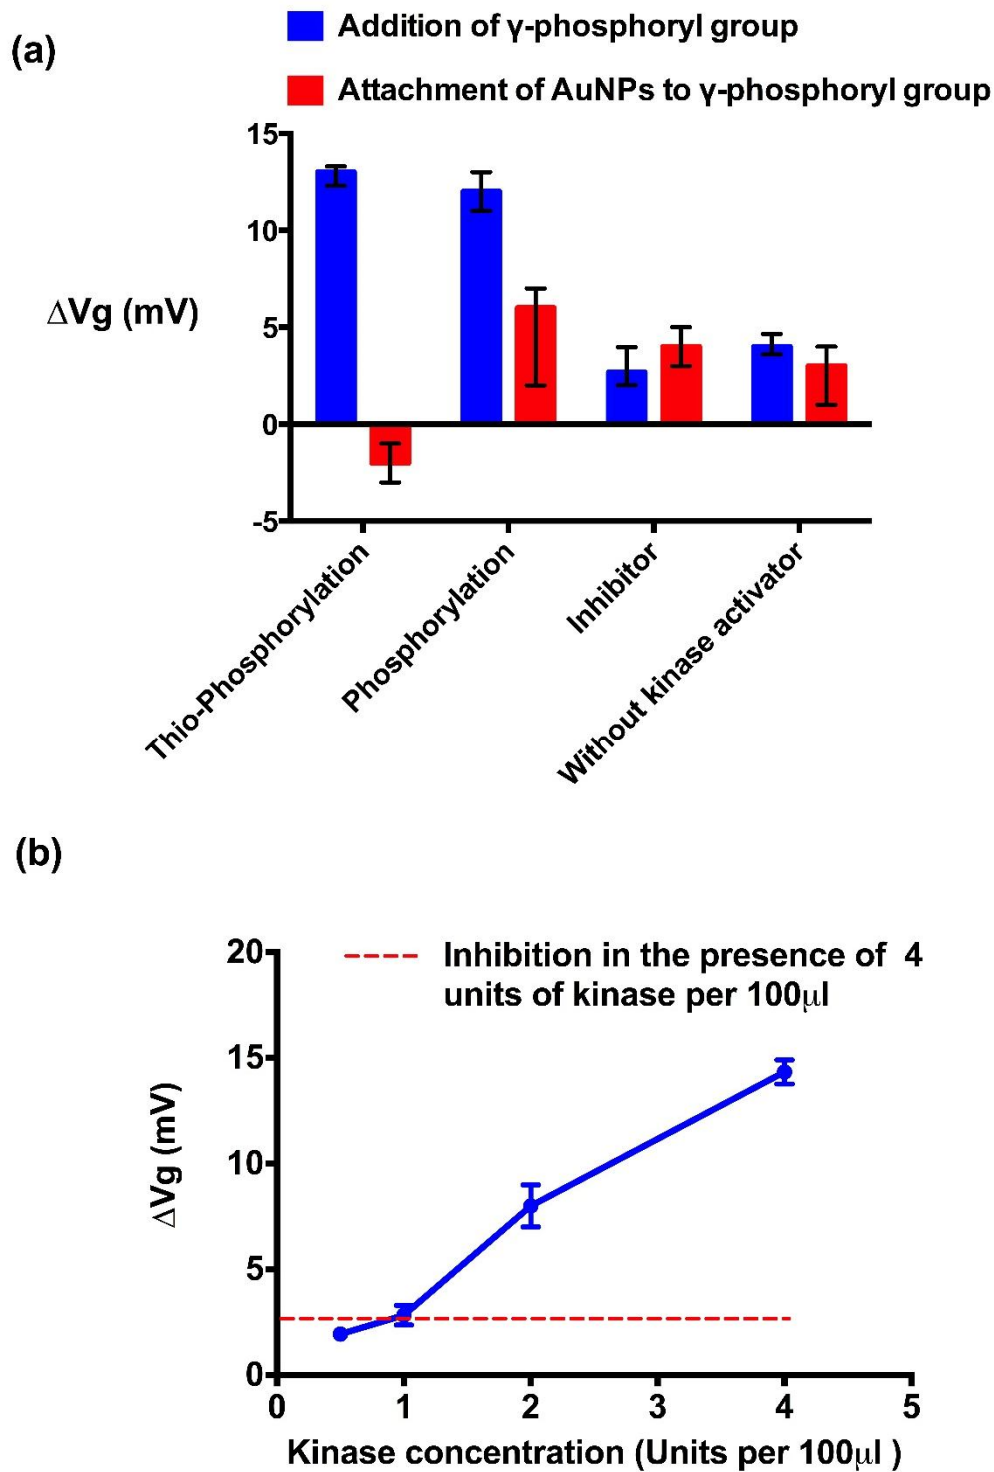 (a)
Addition of γ-phosphoryl group
Attachment of AuNPs to γ-phosphoryl group
15
10
5
0
-5
ΔVg (mV)
Thio-Phosphorylation
Phosphorylation
Inhibitor
Without kinase activator
(b)
Inhibition in the presence of 4
units of kinase per 100μl
20
15
10
5
0
ΔVg (mV)
0 1 2 3 4 5
Kinase concentration (Units per 100μl )